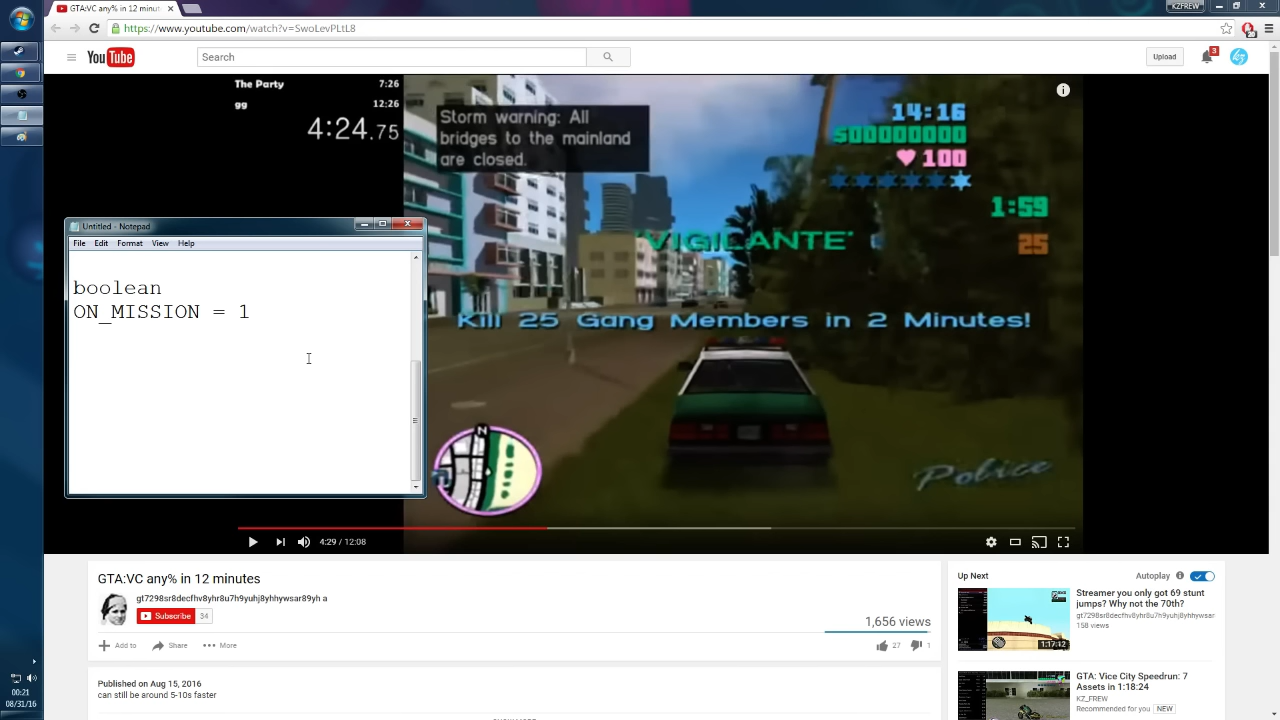 GTA:VC any% in 12 minut
KZFREW
https://www.youtube.com/watch?v=SwoLevPLtL8
YouTube
Search
Upload
3
The Party 7:26
gg 12:26
4:24.75
Storm warning: All
bridges to the mainland
are closed.
14:16
$00000000
100
1:59
25
'VIGILANTE'
Kill 25 Gang Members in 2 Minutes!
N
Police
Untitled - Notepad
File Edit Format View Help
boolean
ON_MISSION = 1
4:29 / 12:08
GTA:VC any% in 12 minutes
gt7298sr8decfhv8yhr8u7h9yuhj8yhhywsar89yh a
Subscribe 34
1,656 views
Add to Share More
27 1
Published on Aug 15, 2016
can still be around 5-10s faster
Up Next Autoplay
Streamer you only got 69 stunt
jumps? Why not the 70th?
gt7298sr8decfhv8yhr8u7h9yuhj8yhhywsar
158 views
1:17:12
GTA: Vice City Speedrun: 7
Assets in 1:18:24
KZ_FREW
Recommended for you NEW
00:21
08/31/16